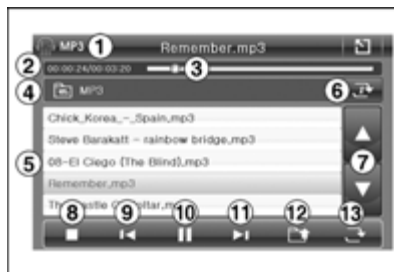 MP3 1 Remember.mp3
2 00:00:24/00:03:20 3
4 MP3 6
Chick_Korea_-_Spain.mp3
Steve Barakatt - rainbow bridge.mp3
5 08-El Ciego (The Blind).mp3 7
Remember.mp3
8 9 10 11 12 13